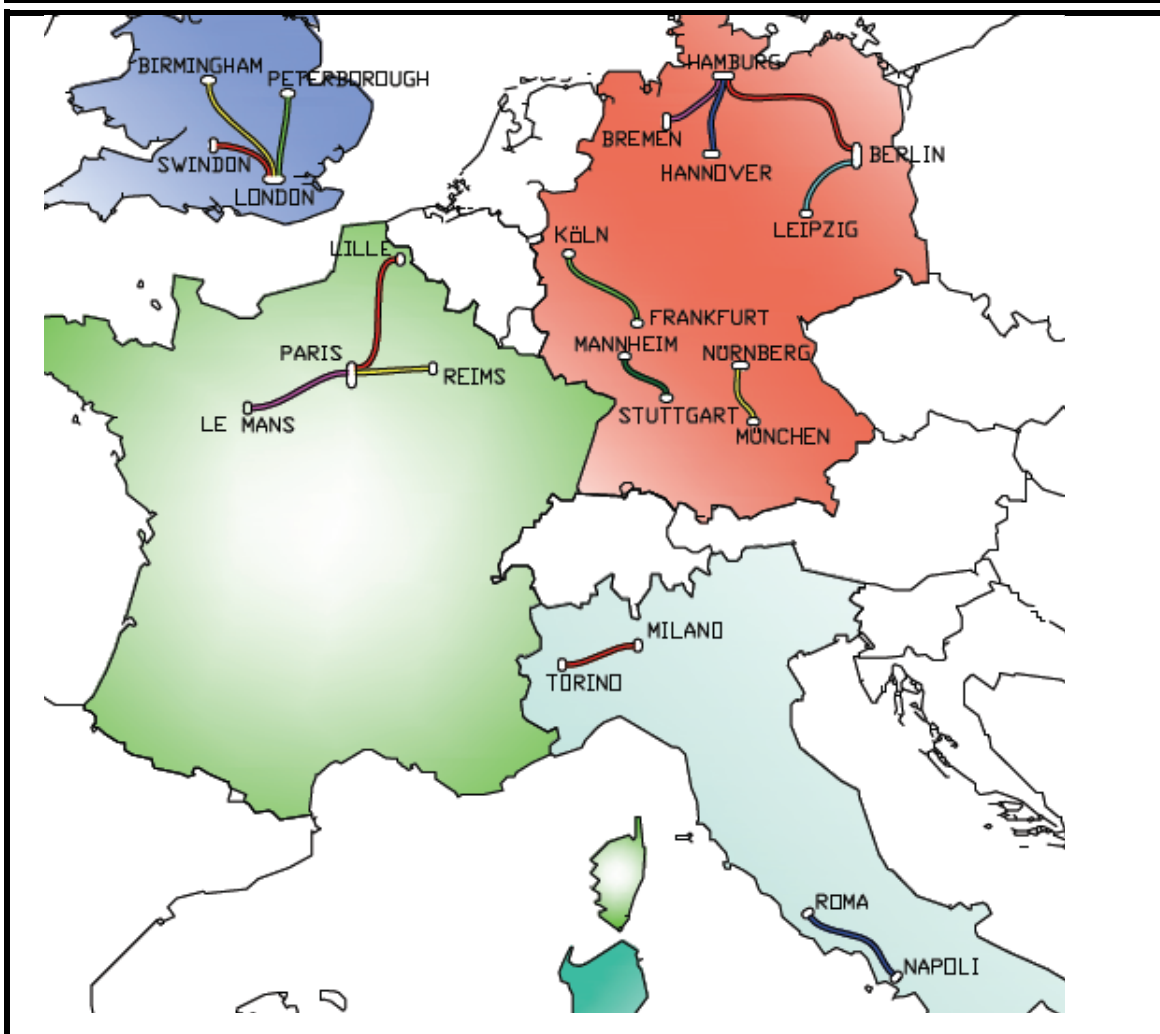 HAMBURG
BIRMINGHAM
PETERBOROUGH
BREMEN
BERLIN
SWINDON
HANNOVER
LONDON
LEIPZIG
KöLN
LILLE
FRANKFURT
MANNHEIM
NÜRNBERG
PARIS
REIMS
STUTTGART
LE MANS
MÜNCHEN
MILANO
TORINO
ROMA
NAPOLI